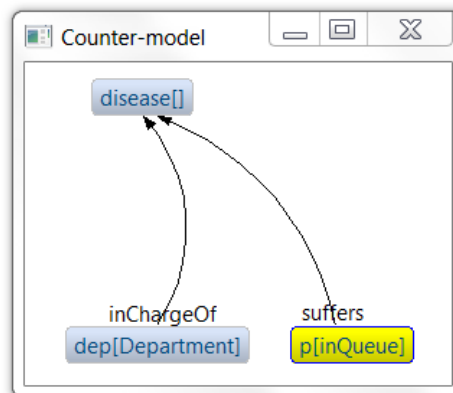 Counter-model
disease[]
inChargeOf
suffers
dep[Department]
p[inQueue]